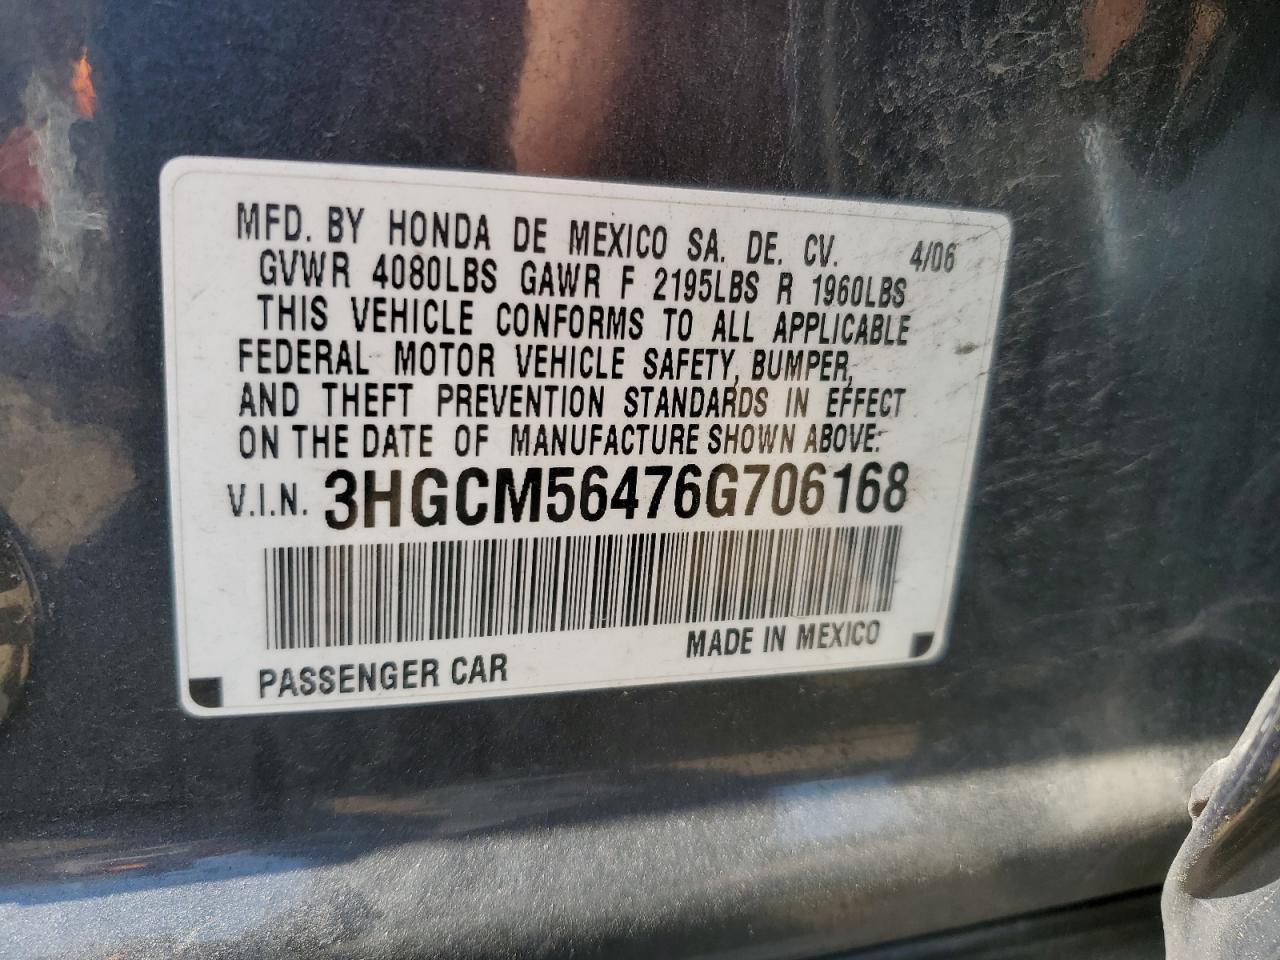 MFD. BY HONDA DE MEXICO SA. DE. CV. 4/06
GVWR 4080LBS GAWR F 2195LBS R 1960LBS
THIS VEHICLE CONFORMS TO ALL APPLICABLE
FEDERAL MOTOR VEHICLE SAFETY, BUMPER,
AND THEFT PREVENTION STANDARDS IN EFFECT
ON THE DATE OF MANUFACTURE SHOWN ABOVE:
V.I.N. 3HGCM56476G706168
PASSENGER CAR MADE IN MEXICO